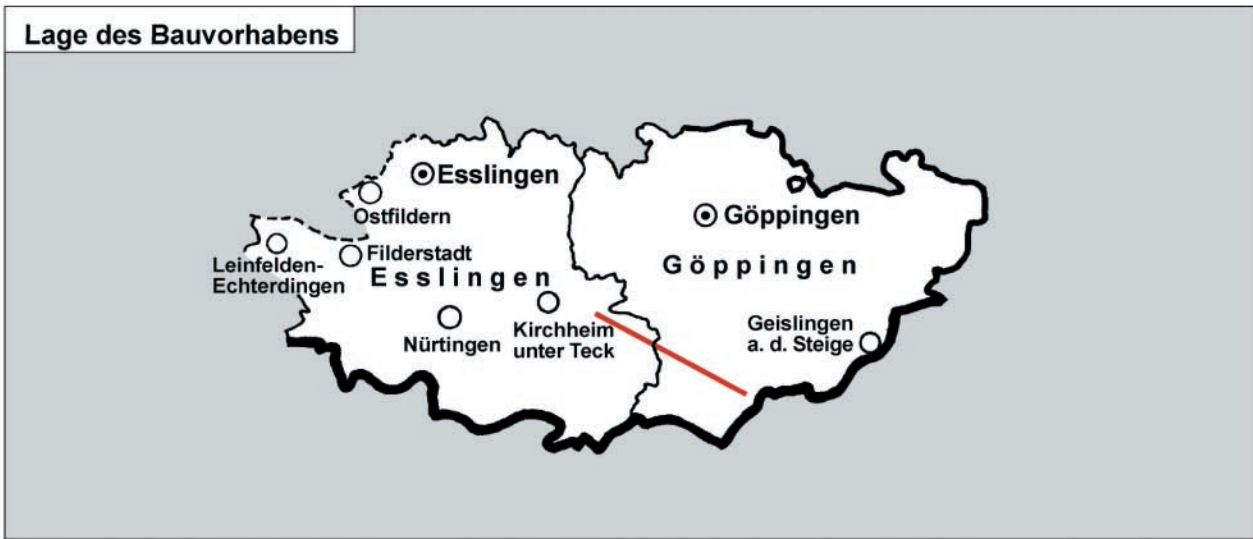 Lage des Bauvorhabens
Esslingen
Ostfildern
Göppingen
Leinfelden-
Echterdingen
Filderstadt
Esslingen
Göppingen
Nürtingen
Kirchheim
unter Teck
Geislingen
a. d. Steige